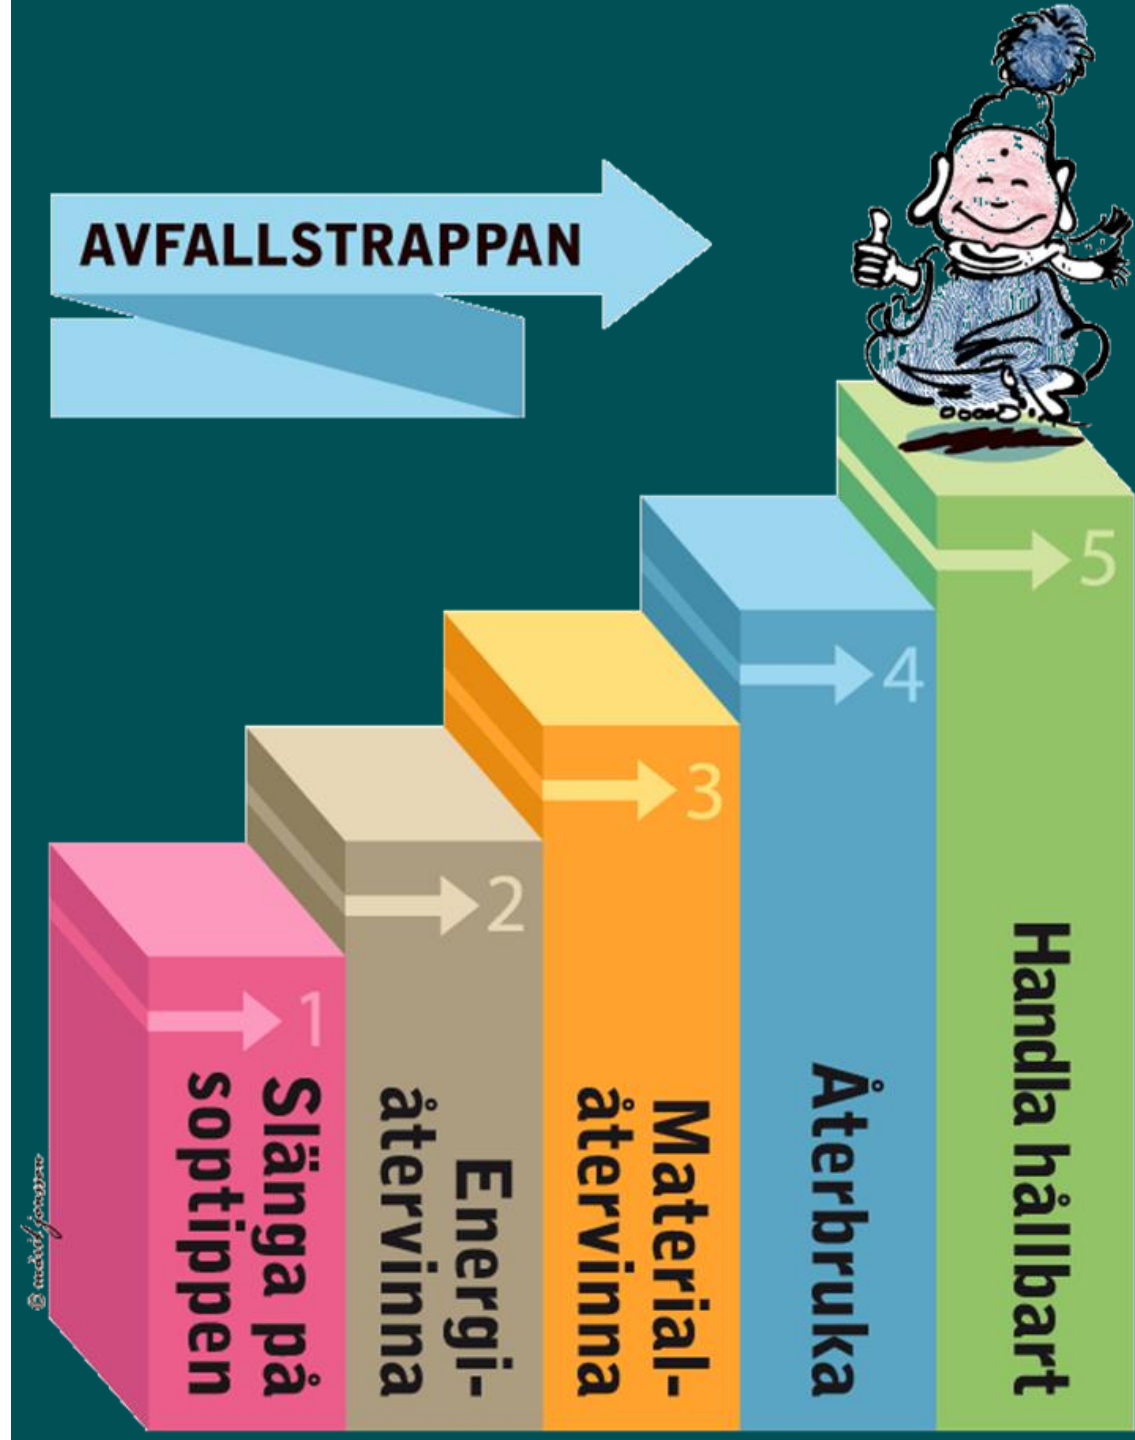 AVFALLSTRAPPAN
1
Slänga på
soptippen
2
Energi-
återvinna
3
Material-
återvinna
4
Återbruka
5
Handla hållbart